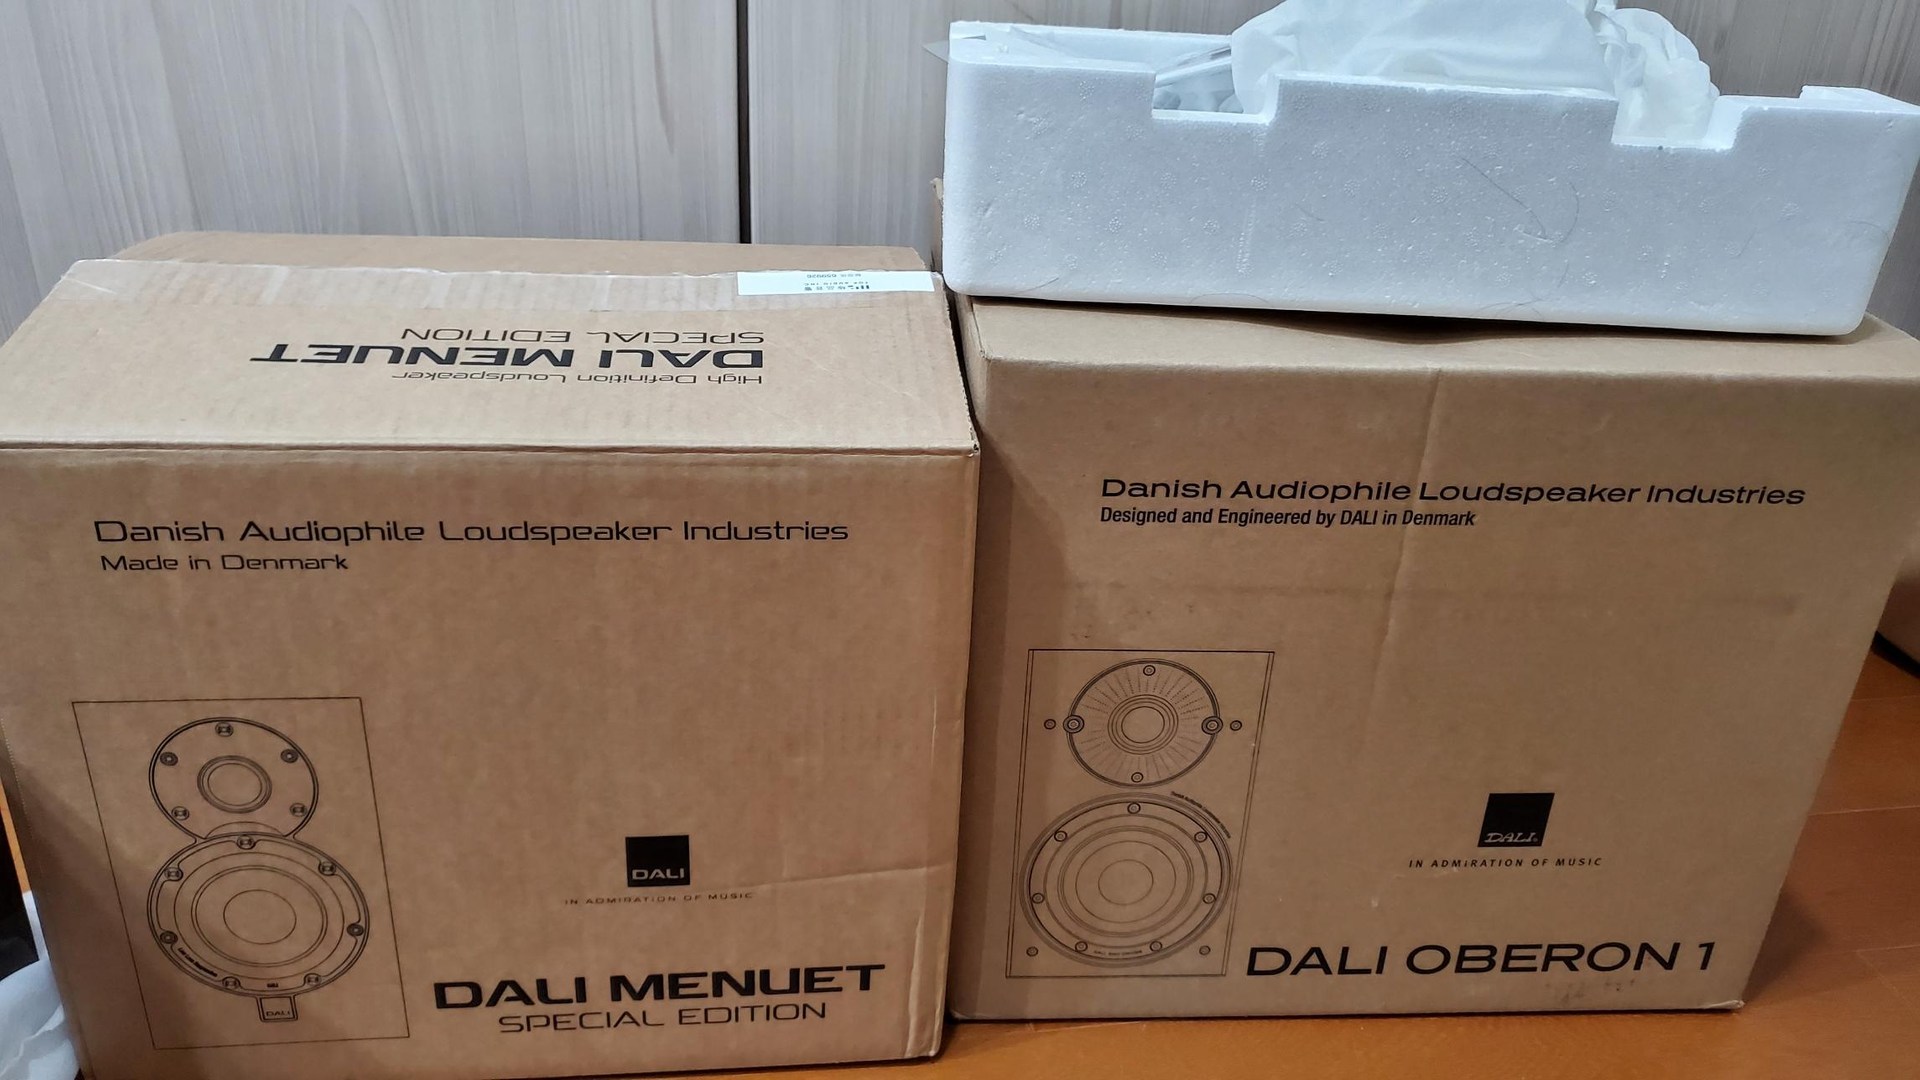 High Definition Loudspeaker
DALI MENUET
SPECIAL EDITION
Danish Audiophile Loudspeaker Industries
Made in Denmark
DALI
IN ADMIRATION OF MUSIC
DALI
DALI MENUET
SPECIAL EDITION
Danish Audiophile Loudspeaker Industries
Designed and Engineered by DALI in Denmark
DALI
IN ADMIRATION OF MUSIC
DALI OBERON 1